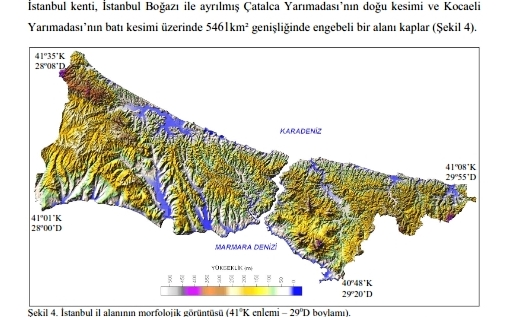 İstanbul kenti, İstanbul Boğazı ile ayrılmış Çatalca Yarımadası’nın doğu kesimi ve Kocaeli
Yarımadası’nın batı kesimi üzerinde 5461km² genişliğinde engebeli bir alanı kaplar (Şekil 4).
41°35’K
28°08’D
KARADENİZ
41°08’K
29°55’D
41°01’K
28°00’D
MARMARA DENİZİ
YÜKSEKLİK (m)
40°48’K
29°20’D
Şekil 4. İstanbul il alanının morfolojik görüntüsü (41°K enlemi – 29°D boylamı).